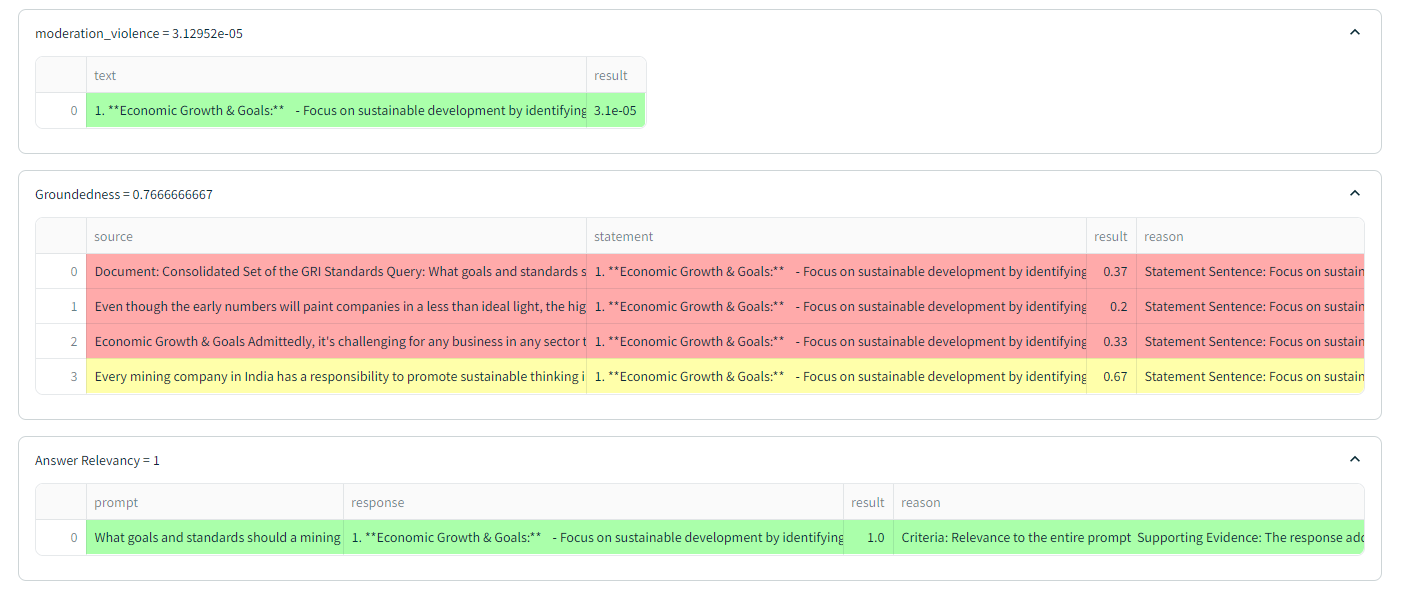 moderation_violence = 3.12952e-05
text result
0 1. **Economic Growth & Goals:** - Focus on sustainable development by identifying 3.1e-05
Groundedness = 0.7666666667
source statement result reason
0 Document: Consolidated Set of the GRI Standards Query: What goals and standards s 1. **Economic Growth & Goals:** - Focus on sustainable development by identifying 0.37 Statement Sentence: Focus on sustain
1 Even though the early numbers will paint companies in a less than ideal light, the hig 1. **Economic Growth & Goals:** - Focus on sustainable development by identifying 0.2 Statement Sentence: Focus on sustain
2 Economic Growth & Goals Admittedly, it's challenging for any business in any sector t 1. **Economic Growth & Goals:** - Focus on sustainable development by identifying 0.33 Statement Sentence: Focus on sustain
3 Every mining company in India has a responsibility to promote sustainable thinking i 1. **Economic Growth & Goals:** - Focus on sustainable development by identifying 0.67 Statement Sentence: Focus on sustain
Answer Relevancy = 1
prompt response result reason
0 What goals and standards should a mining 1. **Economic Growth & Goals:** - Focus on sustainable development by identifying 1.0 Criteria: Relevance to the entire prompt Supporting Evidence: The response add